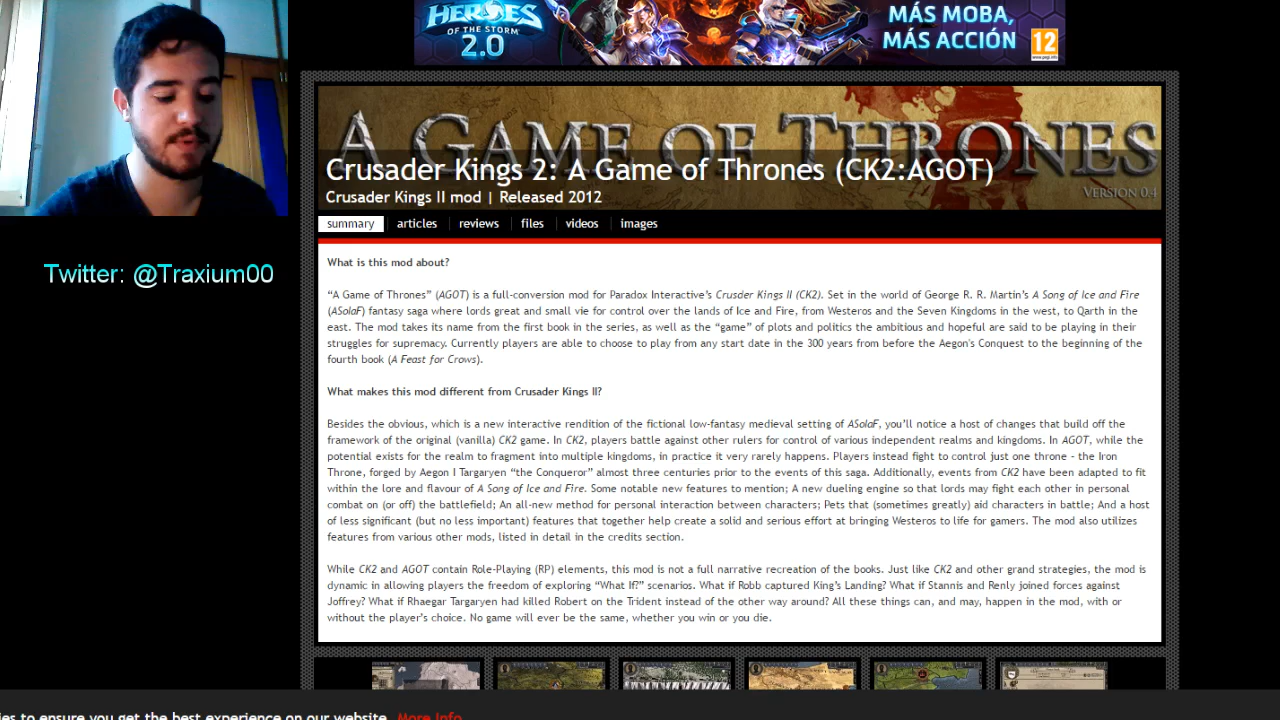 HEROES
OF THE STORM
2.0
MÁS MOBA,
MÁS ACCIÓN
12
www.pegi.info
A GAME OF THRONES
Crusader Kings 2: A Game of Thrones (CK2:AGOT)
Crusader Kings II mod | Released 2012
VERSION 0.4
summary articles reviews files videos images
Twitter: @Traxium00
What is this mod about?
“A Game of Thrones” (AGOT) is a full-conversion mod for Paradox Interactive’s Crusder Kings II (CK2). Set in the world of George R. R. Martin’s A Song of Ice and Fire
(ASoIaF) fantasy saga where lords great and small vie for control over the lands of Ice and Fire, from Westeros and the Seven Kingdoms in the west, to Qarth in the
east. The mod takes its name from the first book in the series, as well as the “game” of plots and politics the ambitious and hopeful are said to be playing in their
struggles for supremacy. Currently players are able to choose to play from any start date in the 300 years from before the Aegon's Conquest to the beginning of the
fourth book (A Feast for Crows).
What makes this mod different from Crusader Kings II?
Besides the obvious, which is a new interactive rendition of the fictional low-fantasy medieval setting of ASoIaF, you’ll notice a host of changes that build off the
framework of the original (vanilla) CK2 game. In CK2, players battle against other rulers for control of various independent realms and kingdoms. In AGOT, while the
potential exists for the realm to fragment into multiple kingdoms, in practice it very rarely happens. Players instead fight to control just one throne – the Iron
Throne, forged by Aegon I Targaryen “the Conqueror” almost three centuries prior to the events of this saga. Additionally, events from CK2 have been adapted to fit
within the lore and flavour of A Song of Ice and Fire. Some notable new features to mention; A new dueling engine so that lords may fight each other in personal
combat on (or off) the battlefield; An all-new method for personal interaction between characters; Pets that (sometimes greatly) aid characters in battle; And a host
of less significant (but no less important) features that together help create a solid and serious effort at bringing Westeros to life for gamers. The mod also utilizes
features from various other mods, listed in detail in the credits section.
While CK2 and AGOT contain Role-Playing (RP) elements, this mod is not a full narrative recreation of the books. Just like CK2 and other grand strategies, the mod is
dynamic in allowing players the freedom of exploring “What If?” scenarios. What if Robb captured King’s Landing? What if Stannis and Renly joined forces against
Joffrey? What if Rhaegar Targaryen had killed Robert on the Trident instead of the other way around? All these things can, and may, happen in the mod, with or
without the player’s choice. No game will ever be the same, whether you win or you die.
ies to ensure you get the best experience on our website. More Info